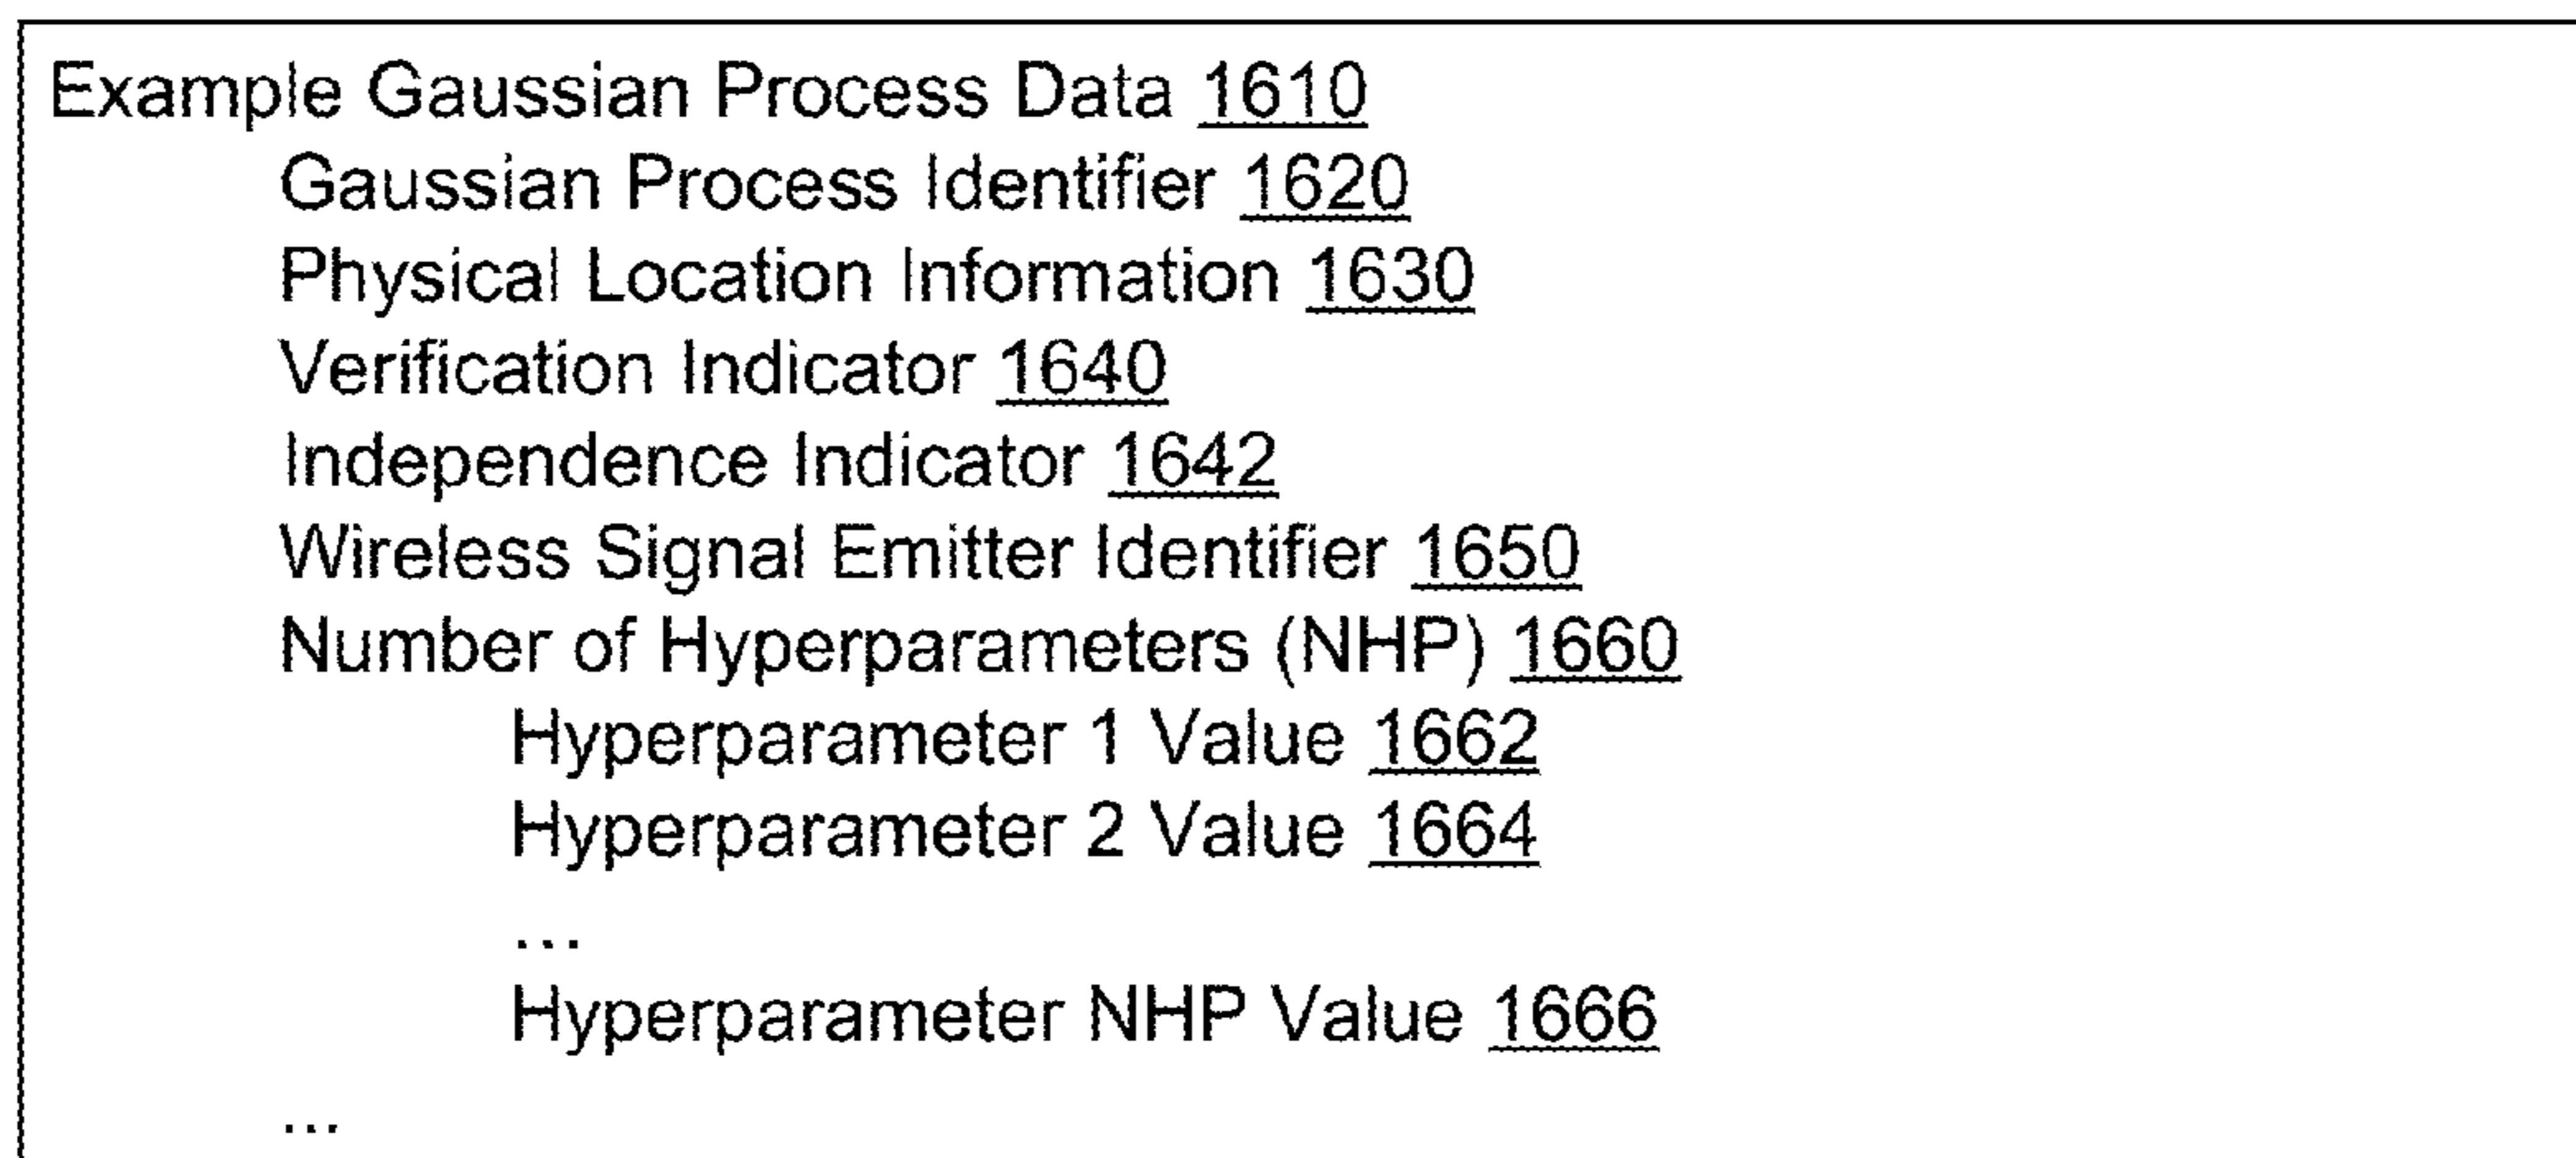 Example Gaussian Process Data 1610
Gaussian Process Identifier 1620
Physical Location Information 1630
Verification Indicator 1640
Independence Indicator 1642
Wireless Signal Emitter Identifier 1650
Number of Hyperparameters (NHP) 1660
Hyperparameter 1 Value 1662
Hyperparameter 2 Value 1664
...
Hyperparameter NHP Value 1666
...